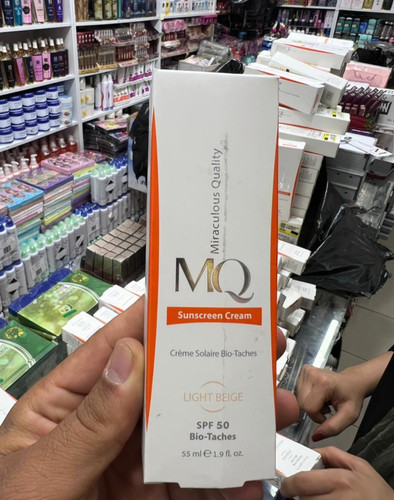 Miraculous Quality
MQ
Sunscreen Cream
Crème Solaire Bio-Taches
LIGHT BEIGE
SPF 50
Bio-Taches
55 ml ℮ 1.9 fl. oz.